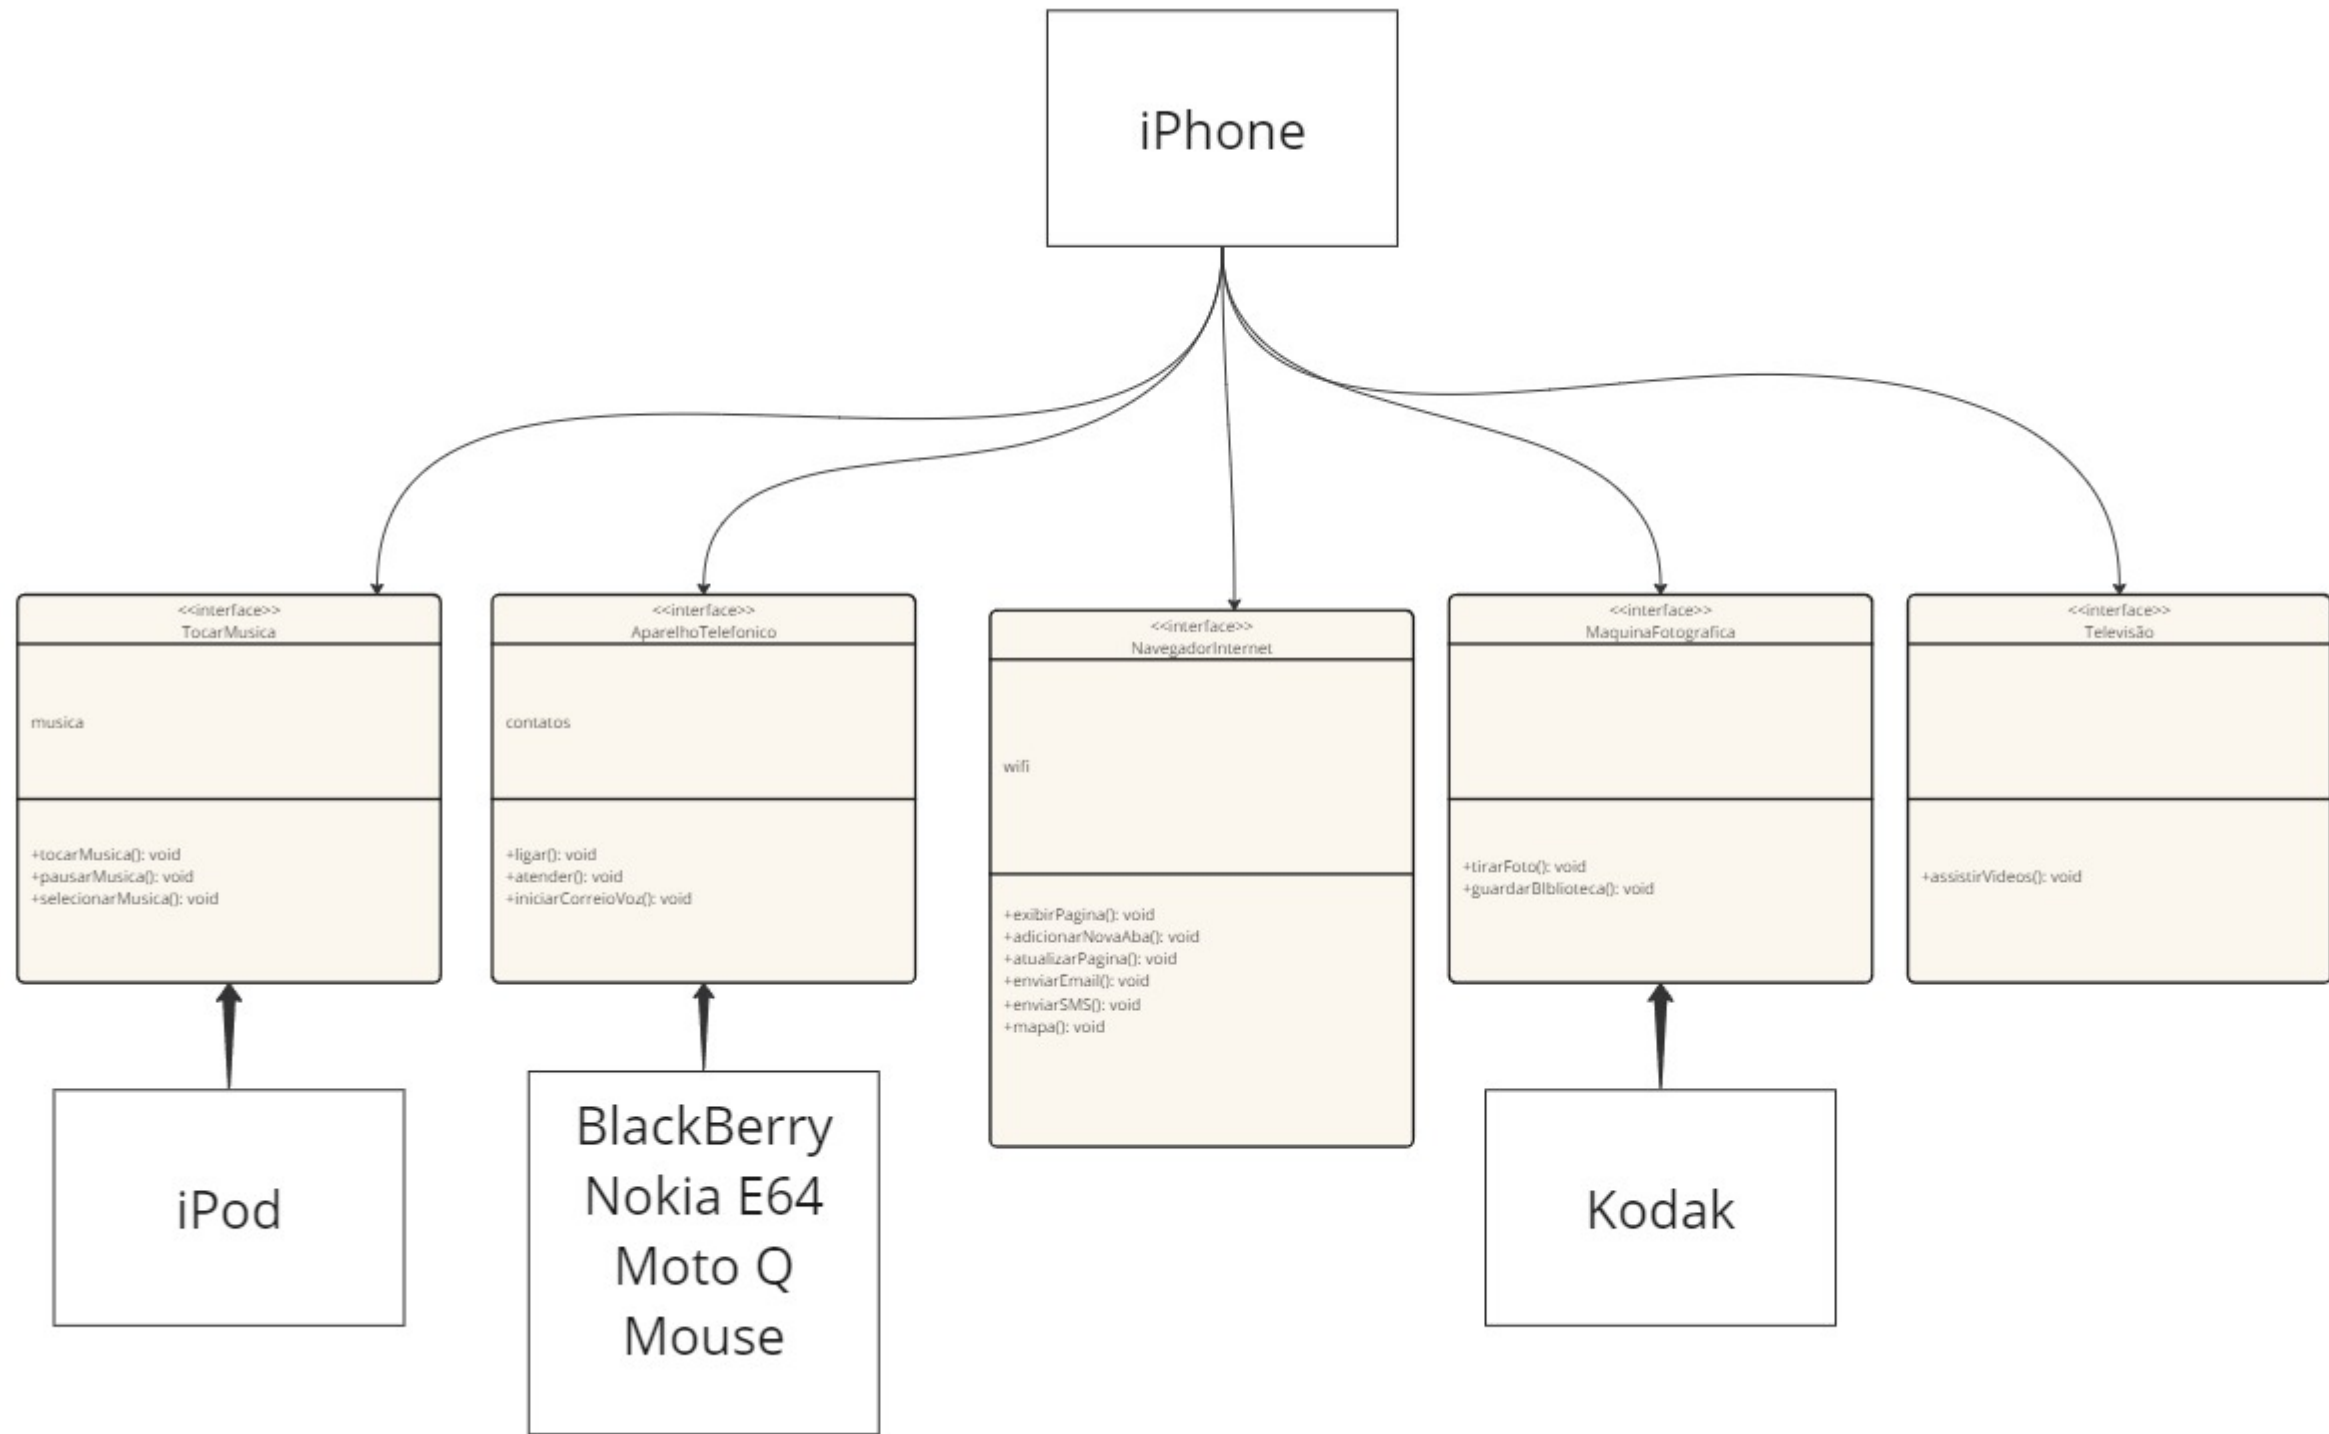 iPhone
<<interface>>
TocarMusica
musica
+tocarMusica(): void
+pausarMusica(): void
+selecionarMusica(): void
<<interface>>
AparelhoTelefonico
contatos
+ligar(): void
+atender(): void
+iniciarCorreioVoz(): void
<<interface>>
NavegadorInternet
wifi
+exibirPagina(): void
+adicionarNovaAba(): void
+atualizarPagina(): void
+enviarEmail(): void
+enviarSMS(): void
+mapa(): void
<<interface>>
MaquinaFotografica
+tirarFoto(): void
+guardarBIblioteca(): void
<<interface>>
Televisão
+assistirVideos(): void
iPod
BlackBerry
Nokia E64
Moto Q
Mouse
Kodak